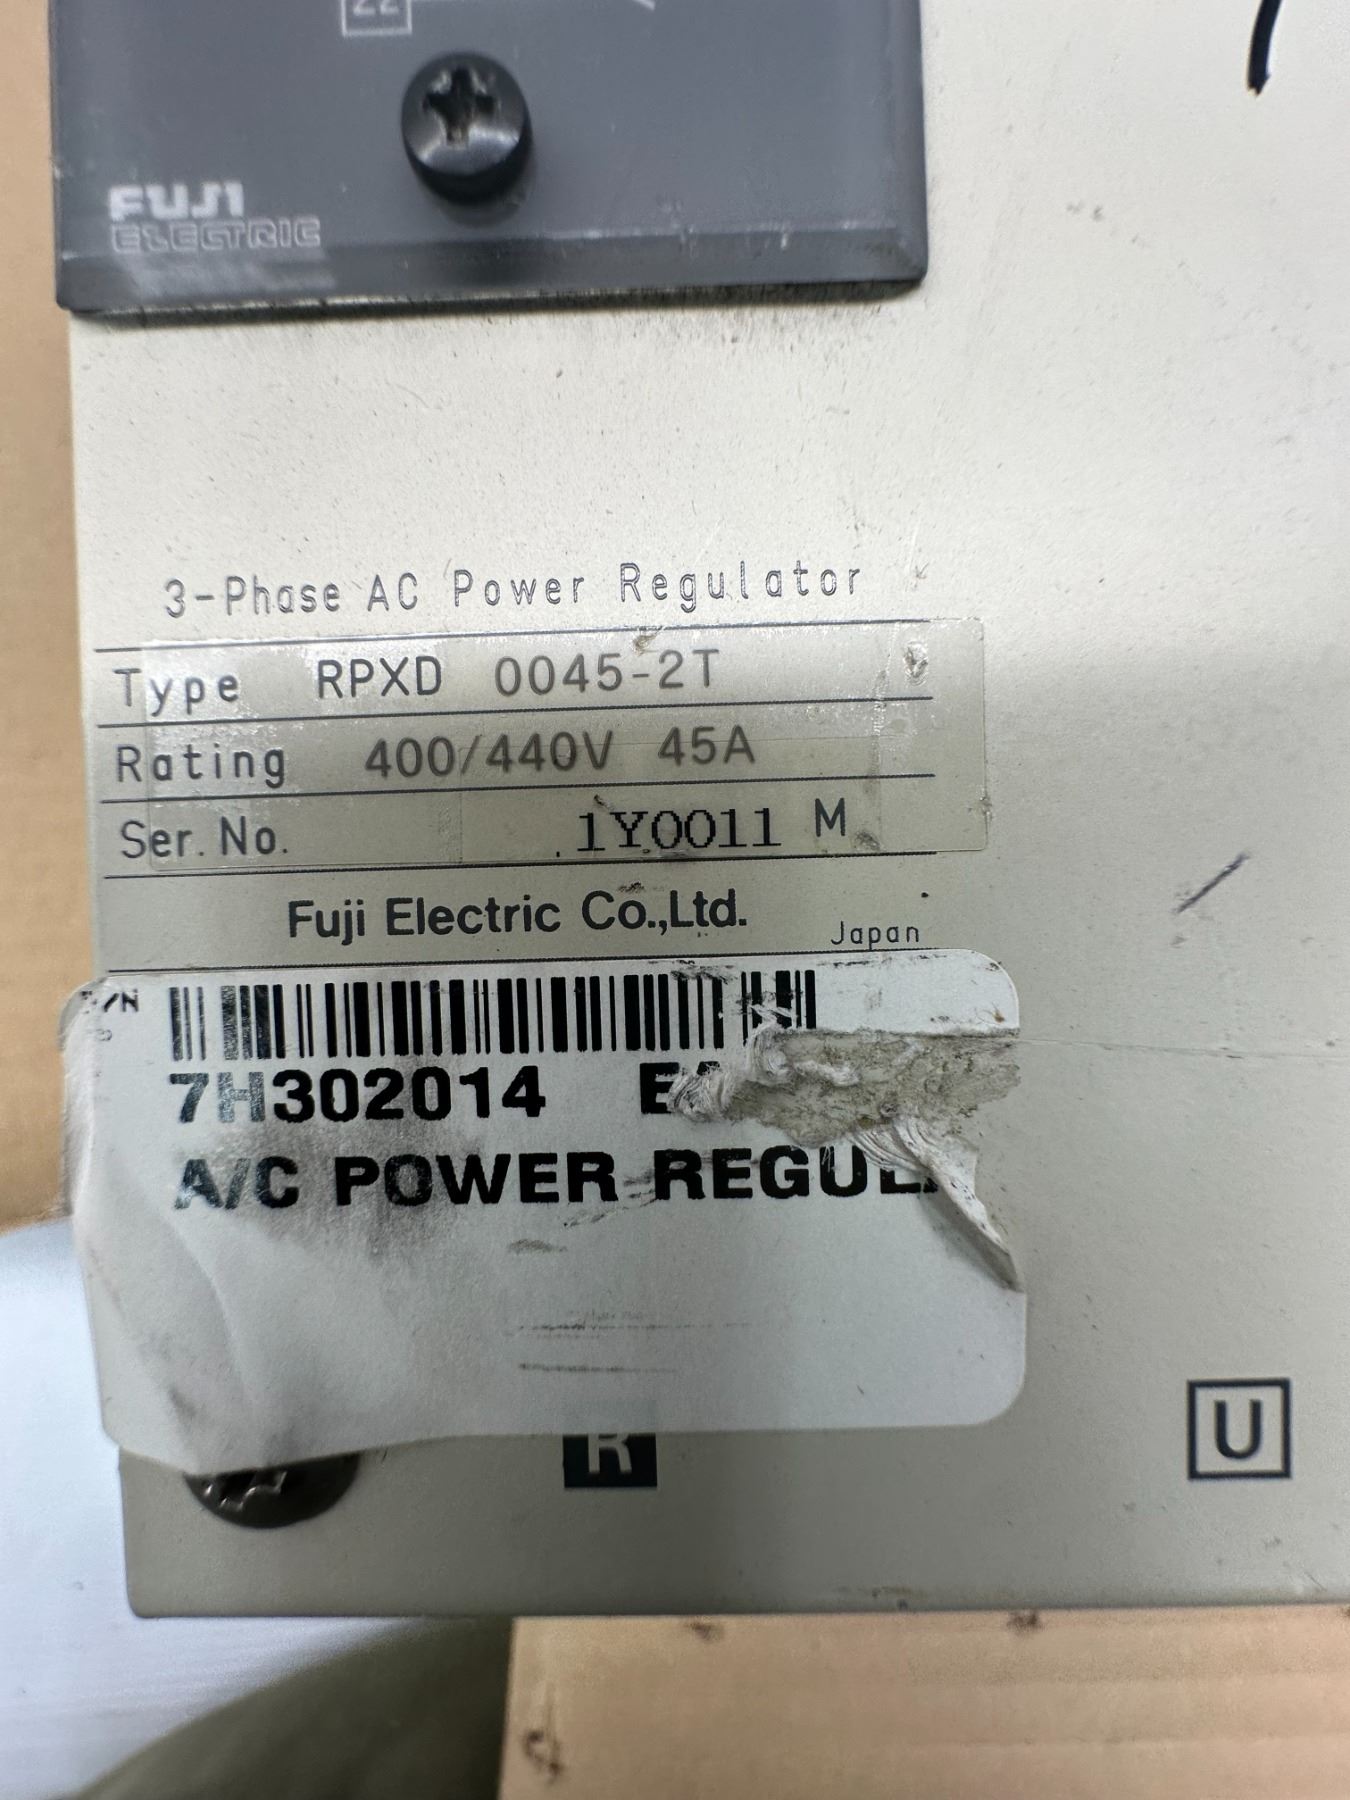 22
FUJI
ELECTRIC
3-Phase AC Power Regulator
Type RPXD 0045-2T
Rating 400/440V 45A
Ser. No. 1Y0011 M
Fuji Electric Co.,Ltd. Japan
7H302014
A/C POWER
R
U